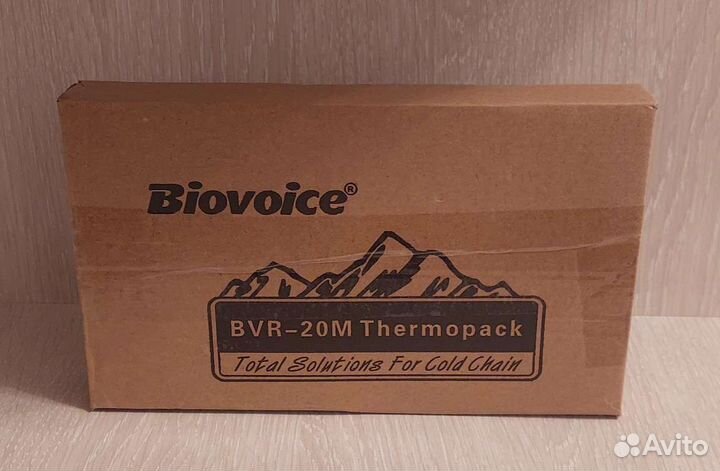 Biovoice®
BVR-20M Thermopack
Total Solutions For Cold Chain
Avito